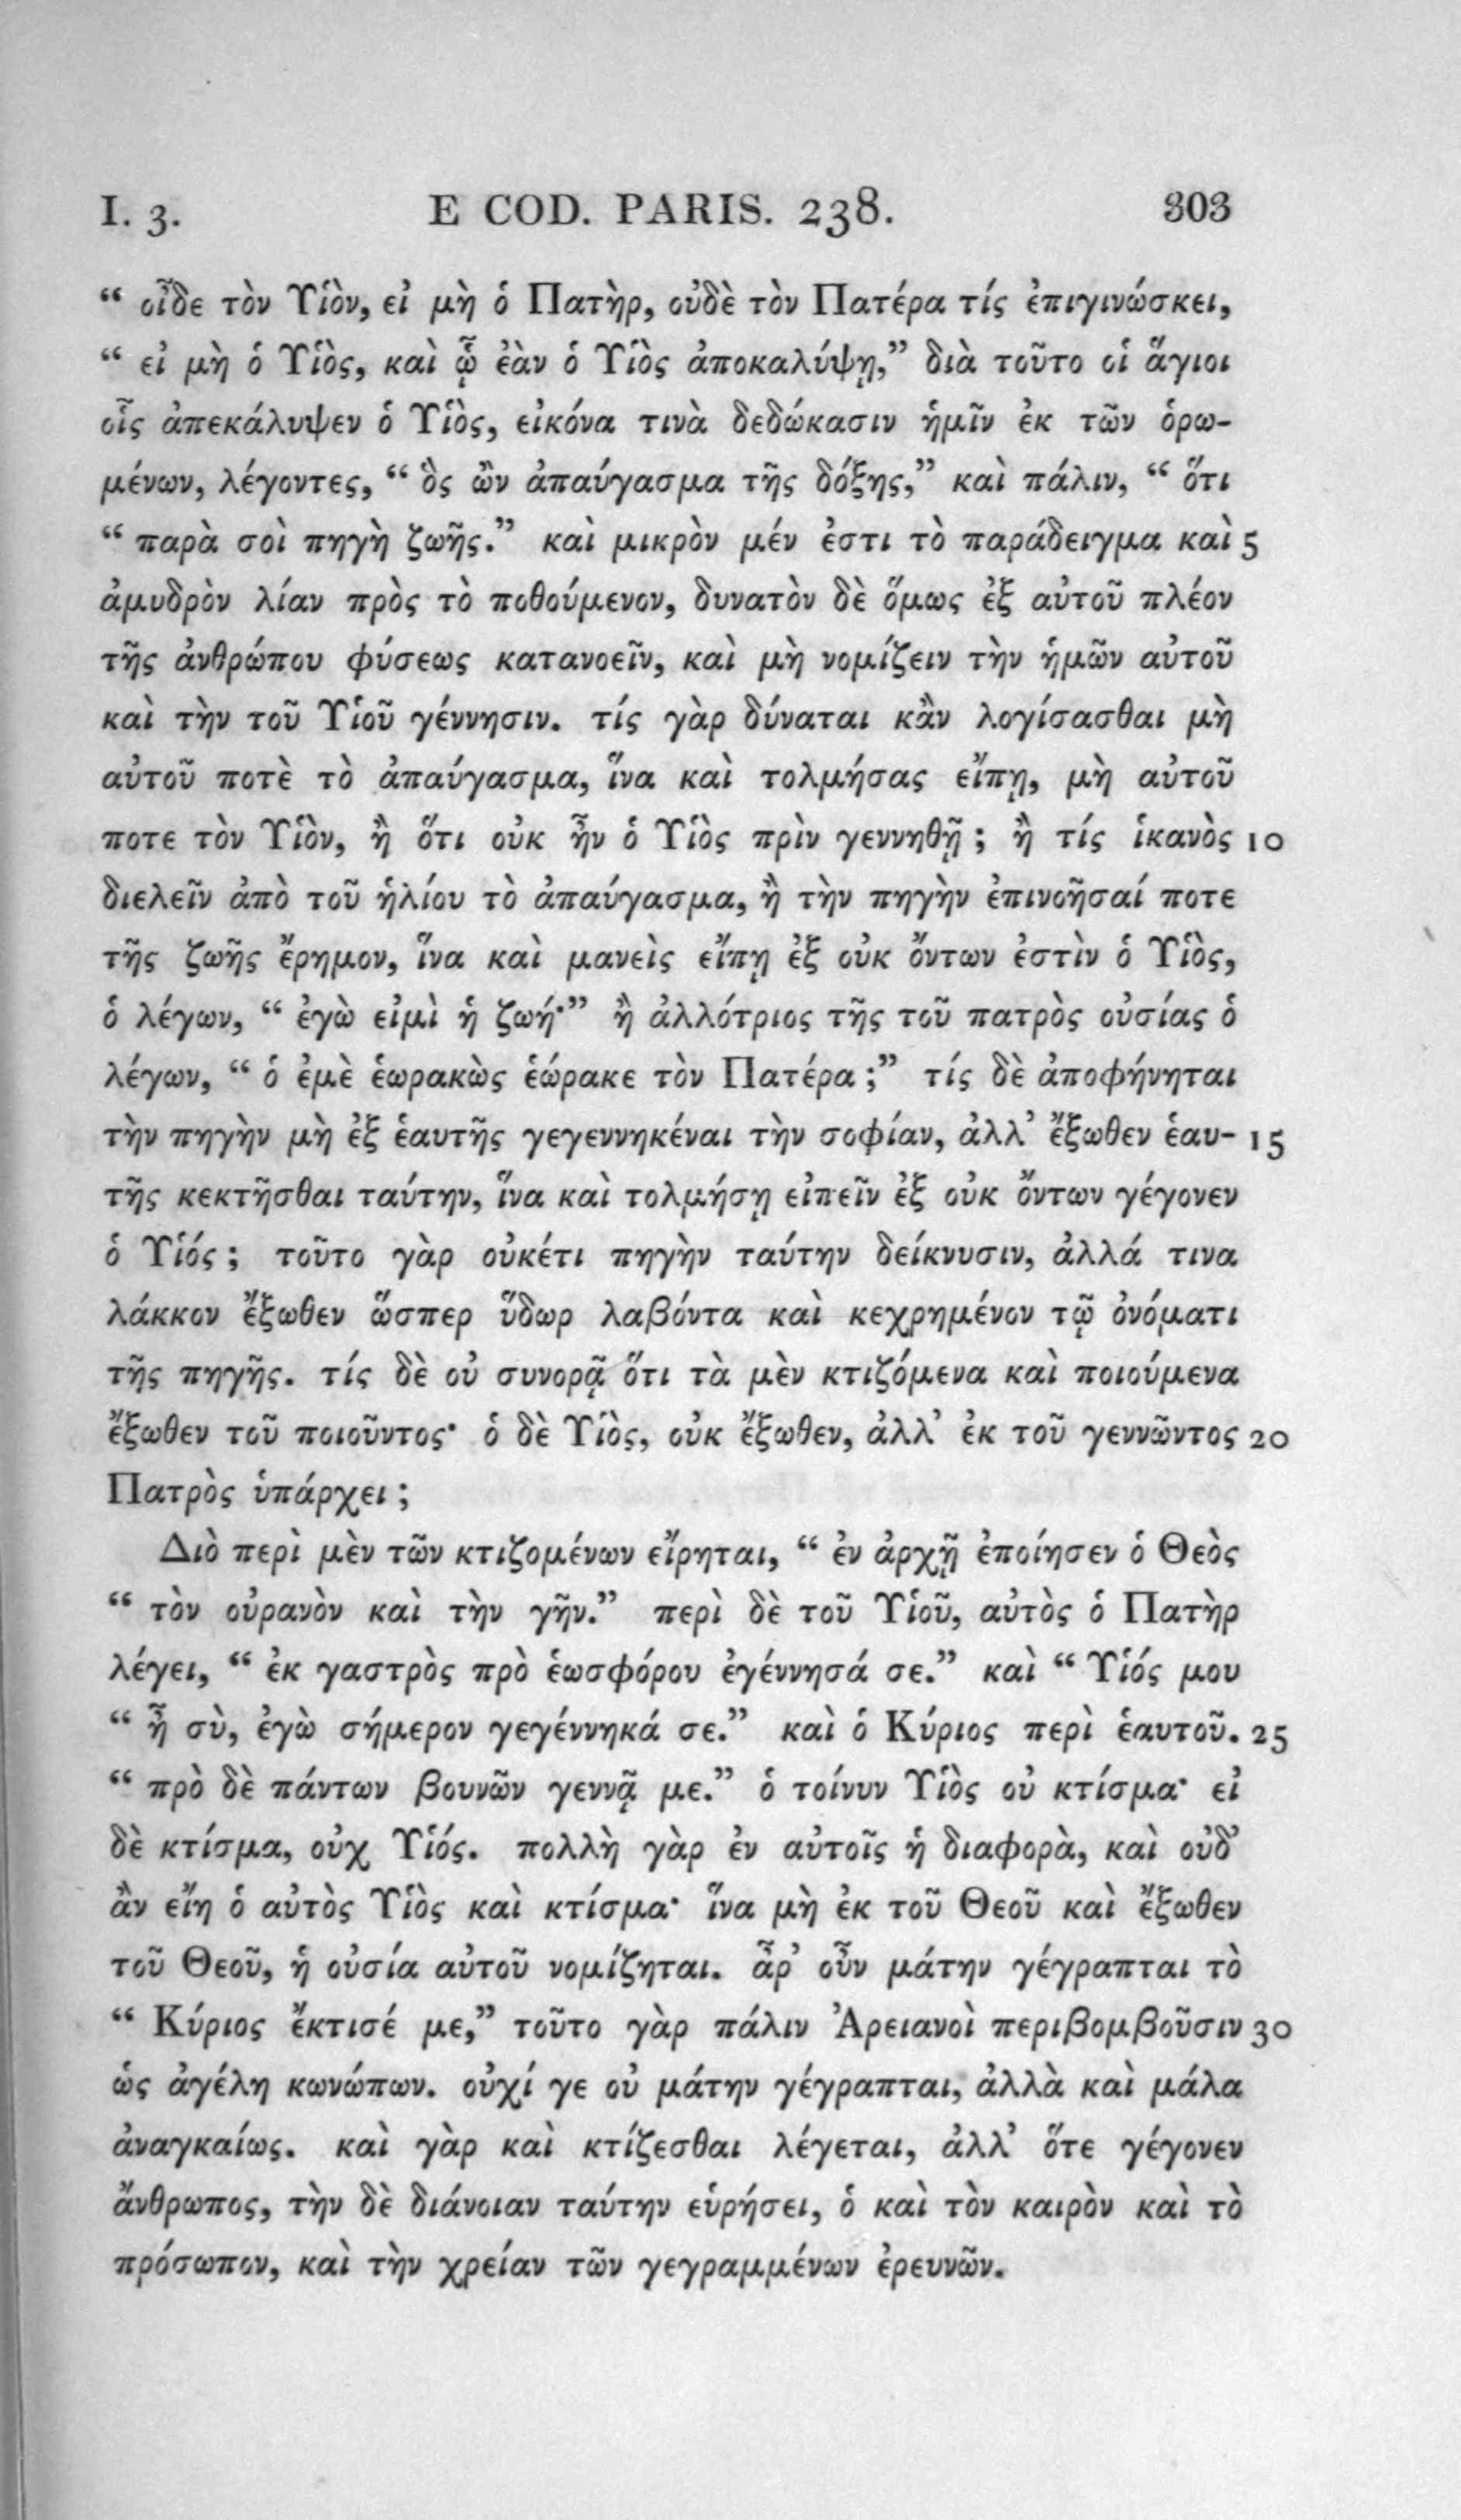 I. 3. E COD. PARIS. 238. 303
“ οἶδε τὸν Υἱὸν, εἰ μὴ ὁ Πατὴρ, οὐδὲ τὸν Πατέρα τίς ἐπιγινώσκει,
“ εἰ μὴ ὁ Υἱὸς, καὶ ᾧ ἐὰν ὁ Υἱὸς ἀποκαλύψῃ,” διὰ τοῦτο οἱ ἅγιοι
οἷς ἀπεκάλυψεν ὁ Υἱὸς, εἰκόνα τινὰ δεδώκασιν ἡμῖν ἐκ τῶν ὁρω-
μένων, λέγοντες, “ ὃς ὢν ἀπαύγασμα τῆς δόξης,” καὶ πάλιν, “ ὅτι
“ παρὰ σοὶ πηγὴ ζωῆς.” καὶ μικρὸν μέν ἐστι τὸ παράδειγμα καὶ 5
ἀμυδρὸν λίαν πρὸς τὸ ποθούμενον, δυνατὸν δὲ ὅμως ἐξ αὐτοῦ πλέον
τῆς ἀνθρώπου φύσεως κατανοεῖν, καὶ μὴ νομίζειν τὴν ἡμῶν αὐτοῦ
καὶ τὴν τοῦ Υἱοῦ γέννησιν. τίς γὰρ δύναται κἂν λογίσασθαι μὴ
αὐτοῦ ποτὲ τὸ ἀπαύγασμα, ἵνα καὶ τολμήσας εἴπῃ, μὴ αὐτοῦ
ποτε τὸν Υἱὸν, ἢ ὅτι οὐκ ἦν ὁ Υἱὸς πρὶν γεννηθῇ ; ἢ τίς ἱκανὸς 10
διελεῖν ἀπὸ τοῦ ἡλίου τὸ ἀπαύγασμα, ἢ τὴν πηγὴν ἐπινοῆσαί ποτε
τῆς ζωῆς ἔρημον, ἵνα καὶ μανεὶς εἴπῃ ἐξ οὐκ ὄντων ἐστὶν ὁ Υἱὸς,
ὁ λέγων, “ ἐγὼ εἰμὶ ἡ ζωή·” ἢ ἀλλότριος τῆς τοῦ πατρὸς οὐσίας ὁ
λέγων, “ ὁ ἐμὲ ἑωρακὼς ἑώρακε τὸν Πατέρα ;” τίς δὲ ἀποφήνηται
τὴν πηγὴν μὴ ἐξ ἑαυτῆς γεγεννηκέναι τὴν σοφίαν, ἀλλ’ ἔξωθεν ἑαυ- 15
τῆς κεκτῆσθαι ταύτην, ἵνα καὶ τολμήσῃ εἰπεῖν ἐξ οὐκ ὄντων γέγονεν
ὁ Υἱός ; τοῦτο γὰρ οὐκέτι πηγὴν ταύτην δείκνυσιν, ἀλλά τινα
λάκκον ἔξωθεν ὥσπερ ὕδωρ λαβόντα καὶ κεχρημένον τῷ ὀνόματι
τῆς πηγῆς. τίς δὲ οὐ συνορᾷ ὅτι τὰ μὲν κτιζόμενα καὶ ποιούμενα
ἔξωθεν τοῦ ποιοῦντος· ὁ δὲ Υἱὸς, οὐκ ἔξωθεν, ἀλλ’ ἐκ τοῦ γεννῶντος 20
Πατρὸς ὑπάρχει ;
Διὸ περὶ μὲν τῶν κτιζομένων εἴρηται, “ ἐν ἀρχῇ ἐποίησεν ὁ Θεὸς
“ τὸν οὐρανὸν καὶ τὴν γῆν.” περὶ δὲ τοῦ Υἱοῦ, αὐτὸς ὁ Πατὴρ
λέγει, “ ἐκ γαστρὸς πρὸ ἑωσφόρου ἐγέννησά σε.” καὶ “ Υἱός μου
“ ἦ σὺ, ἐγὼ σήμερον γεγέννηκά σε.” καὶ ὁ Κύριος περὶ ἑαυτοῦ. 25
“ πρὸ δὲ πάντων βουνῶν γεννᾷ με.” ὁ τοίνυν Υἱὸς οὐ κτίσμα· εἰ
δὲ κτίσμα, οὐχ Υἱός. πολλὴ γὰρ ἐν αὐτοῖς ἡ διαφορὰ, καὶ οὐδ’
ἂν εἴη ὁ αὐτὸς Υἱὸς καὶ κτίσμα· ἵνα μὴ ἐκ τοῦ Θεοῦ καὶ ἔξωθεν
τοῦ Θεοῦ, ἡ οὐσία αὐτοῦ νομίζηται. ἆρ’ οὖν μάτην γέγραπται τὸ
“ Κύριος ἔκτισέ με,” τοῦτο γὰρ πάλιν Ἀρειανοὶ περιβομβοῦσιν 30
ὡς ἀγέλη κωνώπων. οὐχί γε οὐ μάτην γέγραπται, ἀλλὰ καὶ μάλα
ἀναγκαίως. καὶ γὰρ καὶ κτίζεσθαι λέγεται, ἀλλ’ ὅτε γέγονεν
ἄνθρωπος, τὴν δὲ διάνοιαν ταύτην εὑρήσει, ὁ καὶ τὸν καιρὸν καὶ τὸ
πρόσωπον, καὶ τὴν χρείαν τῶν γεγραμμένων ἐρευνῶν.